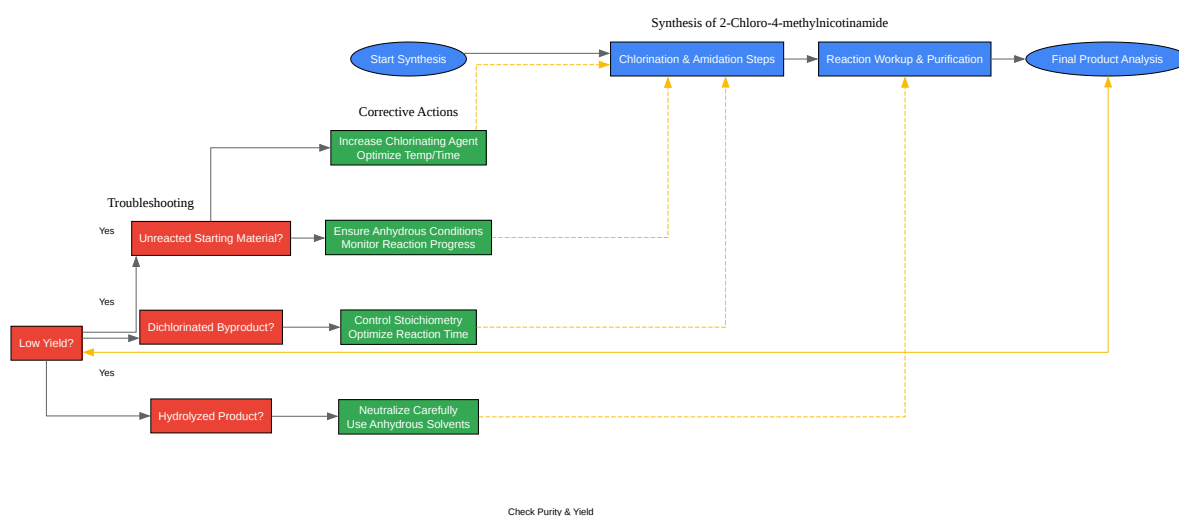 Synthesis of 2-Chloro-4-methylnicotinamide
Start Synthesis
Chlorination & Amidation Steps
Reaction Workup & Purification
Final Product Analysis
Corrective Actions
Increase Chlorinating Agent
Optimize Temp/Time
Troubleshooting
Yes
Unreacted Starting Material?
Ensure Anhydrous Conditions
Monitor Reaction Progress
Yes
Dichlorinated Byproduct?
Control Stoichiometry
Optimize Reaction Time
Low Yield?
Yes
Hydrolyzed Product?
Neutralize Carefully
Use Anhydrous Solvents
Check Purity & Yield